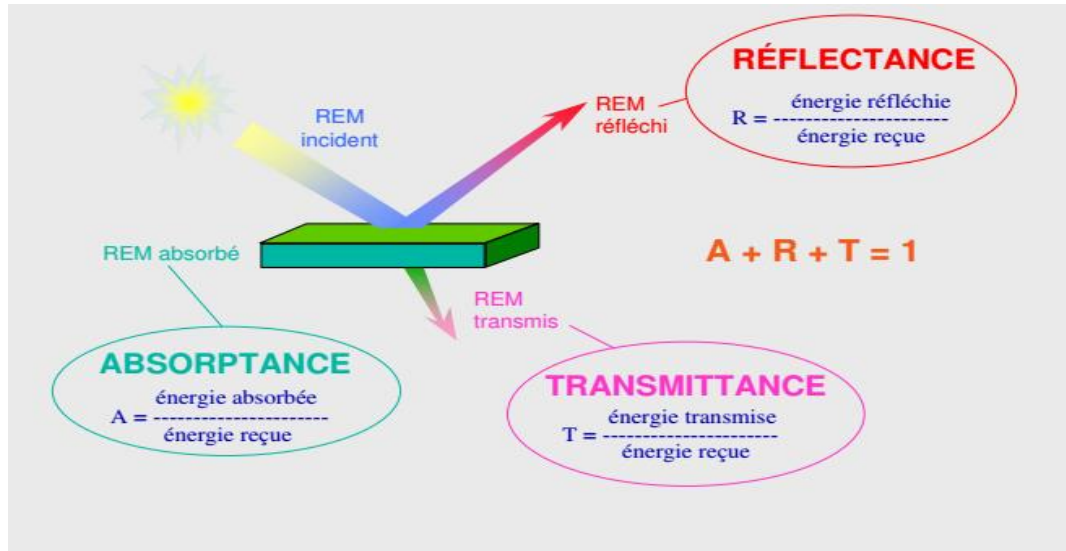 RÉFLECTANCE
énergie réfléchie
R = ----------------------
énergie reçue
REM
incident
REM
réfléchi
REM absorbé
A + R + T = 1
REM
transmis
ABSORPTANCE
énergie absorbée
A = ----------------------
énergie reçue
TRANSMITTANCE
énergie transmise
T = ----------------------
énergie reçue